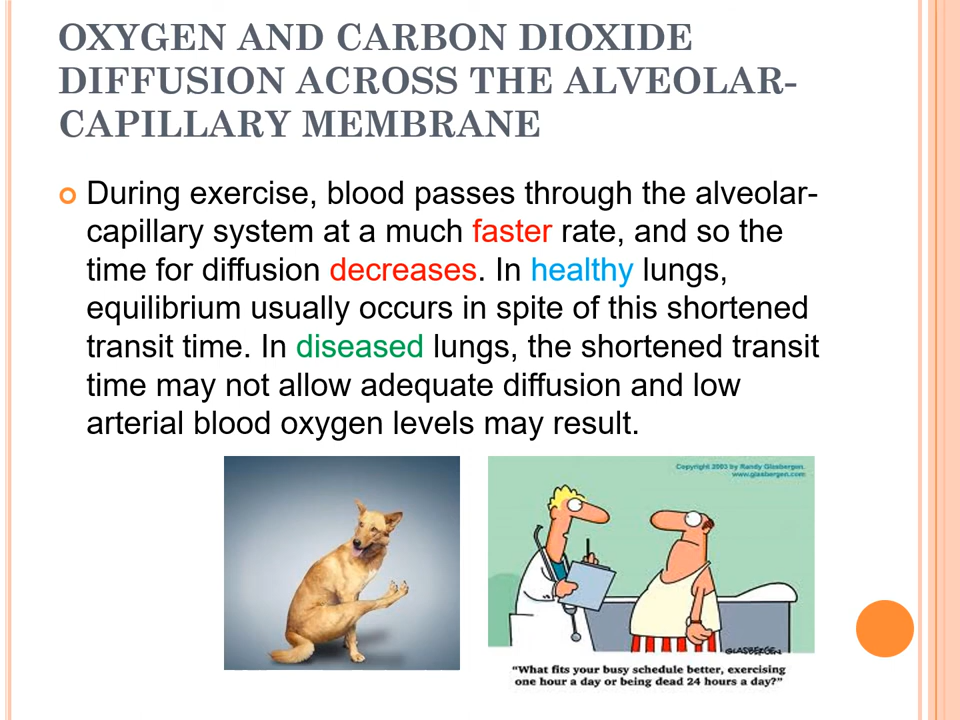 OXYGEN AND CARBON DIOXIDE
DIFFUSION ACROSS THE ALVEOLAR-
CAPILLARY MEMBRANE
During exercise, blood passes through the alveolar-
capillary system at a much faster rate, and so the
time for diffusion decreases. In healthy lungs,
equilibrium usually occurs in spite of this shortened
transit time. In diseased lungs, the shortened transit
time may not allow adequate diffusion and low
arterial blood oxygen levels may result.
Copyright 2003 by Randy Glasbergen.
www.glasbergen.com
GLASBERGEN
"What fits your busy schedule better, exercising
one hour a day or being dead 24 hours a day?"